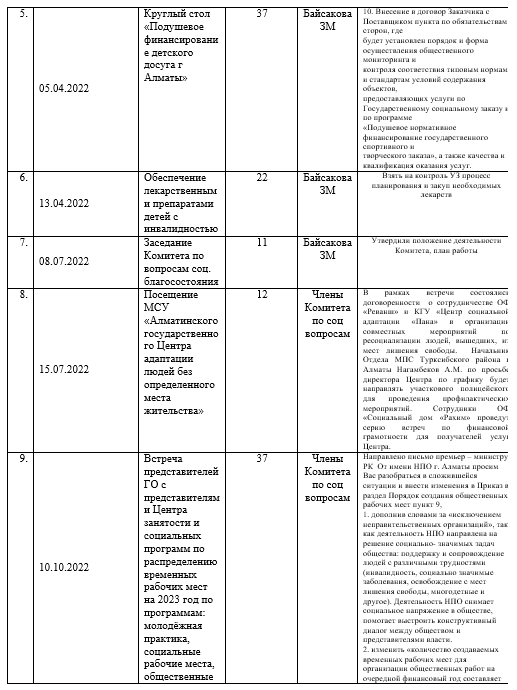 5.
05.04.2022
Круглый стол
«Подушевое
финансировани
е детского
досуга г
Алматы»
37
Байсакова
ЗМ
10. Внесение в договор Заказчика с
Поставщиком пункта по обязательствам
сторон, где
будет установлен порядок и форма
осуществления общественного
мониторинга и
контроля соответствия типовым нормам
и стандартам условий содержания
объектов,
предоставляющих услуги по
Государственному социальному заказу и
по программе
«Подушевое нормативное
финансирование государственного
спортивного и
творческого заказа», а также качества и
квалификация оказания услуг.
6.
13.04.2022
Обеспечение
лекарственным
и препаратами
детей с
инвалидностью
22
Байсакова
ЗМ
Взять на контроль УЗ процесс
планирования и закуп необходимых
лекарств
7.
08.07.2022
Заседание
Комитета по
вопросам соц.
благосостояния
11
Байсакова
ЗМ
Утвердили положение деятельности
Комитета, план работы
8.
15.07.2022
Посещение
МСУ
«Алматинского
государственно
го Центра
адаптации
людей без
определенного
места
жительства»
12
Члены
Комитета
по соц
вопросам
В рамках встречи состоялись
договоренности о сотрудничестве ОФ
«Реванш» и КГУ «Центр социальной
адаптации «Пана» в организации
совместных мероприятий по
ресоциализации людей, вышедших, из
мест лишения свободы. Начальник
Отдела МПС Турксибского района г
Алматы Нагамбеков А.М. по просьбе
директора Центра по графику будет
направлять участкового полицейского
для проведения профилактических
мероприятий. Сотрудники ОФ
«Социальный дом «Рахим» проведут
серию встреч по финансовой
грамотности для получателей услуг
Центра.
9.
10.10.2022
Встреча
представителей
ГО с
представителям
и Центра
занятости и
социальных
программ по
распределению
временных
рабочих мест
на 2023 год по
программам:
молодёжная
практика,
социальные
рабочие места,
общественные
37
Члены
Комитета
по соц
вопросам
Направлено письмо премьер – министру
РК От имени НПО г. Алматы просим
Вас разобраться в сложившейся
ситуации и внести изменения в Приказ в
раздел Порядок создания общественных
рабочих мест пункт 9,
1. дополнив словами за «исключением
неправительственных организаций», так
как деятельность НПО направлена на
решение социально- значимых задач
общества: поддержку и сопровождение
людей с различными трудностями
(инвалидность, социально значимые
заболевания, освобождение с мест
лишения свободы, многодетные и
другое). Деятельность НПО снимает
социальное напряжение в обществе,
помогает выстроить конструктивный
диалог между обществом и
представителями власти.
2. изменить «количество создаваемых
временных рабочих мест для
организации общественных работ на
очередной финансовый год составляет